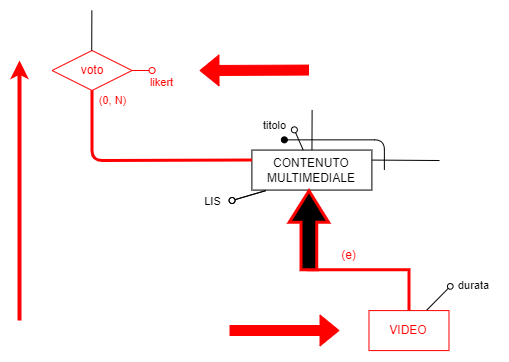 voto
likert
(0, N)
titolo
CONTENUTO
MULTIMEDIALE
LIS
(e)
durata
VIDEO